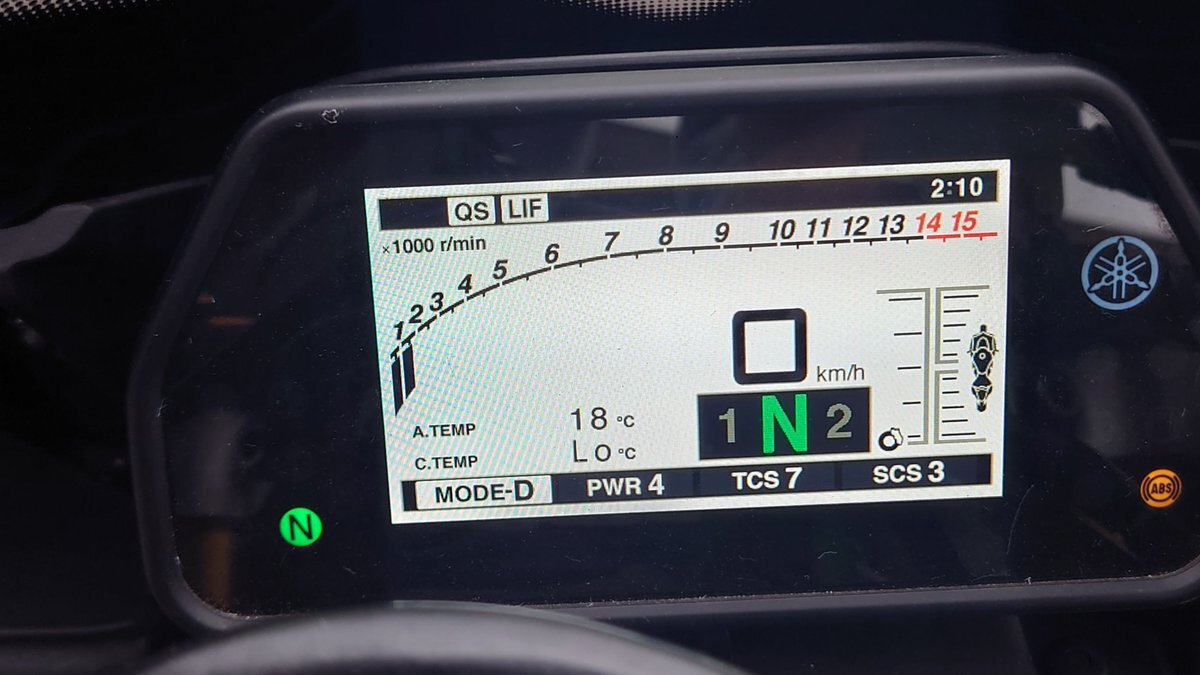 QS LIF 2:10
×1000 r/min
1 2 3 4 5 6 7 8 9 10 11 12 13 14 15
0 km/h
1 N 2
A.TEMP 18 °C
C.TEMP Lo °C
MODE-D PWR 4 TCS 7 SCS 3
N
ABS